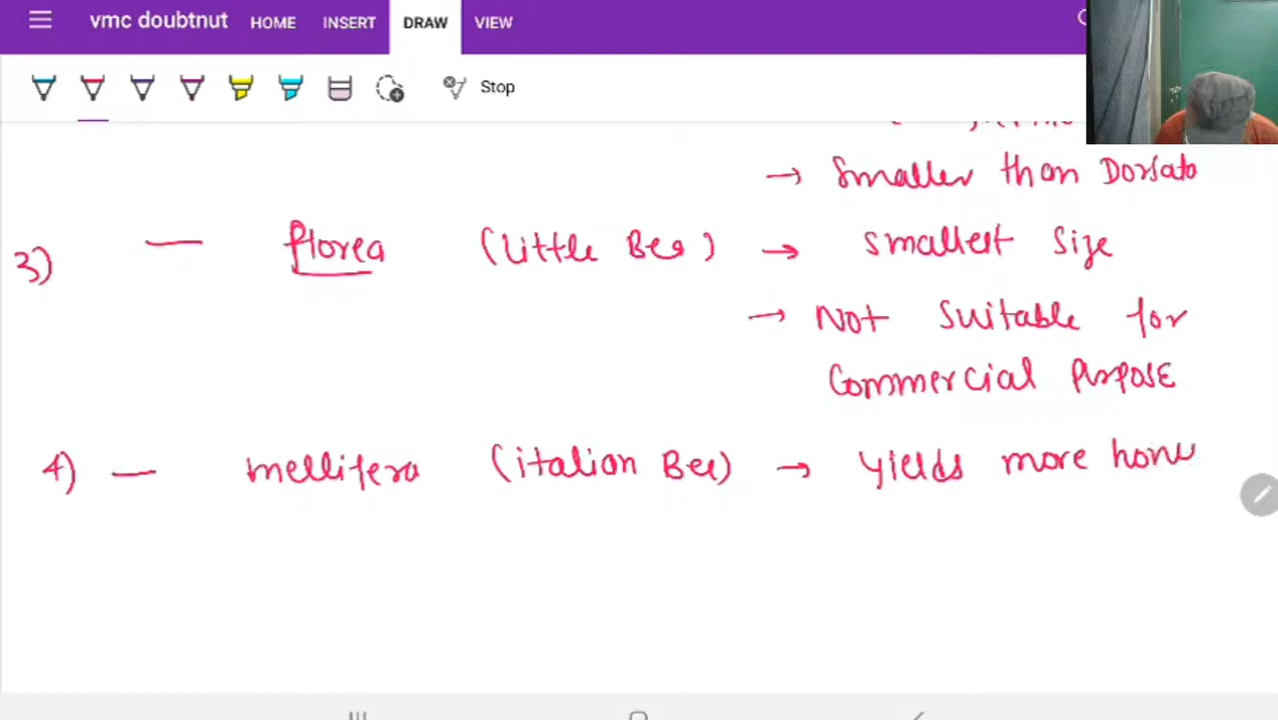 vmc doubtnut HOME INSERT DRAW VIEW
Stop
→ Smaller than Dorsata
3) — florea (Little Bee) → smallest size
→ Not suitable for
Commercial Purpose
4) — mellifera (italian Bee) → yields more hone